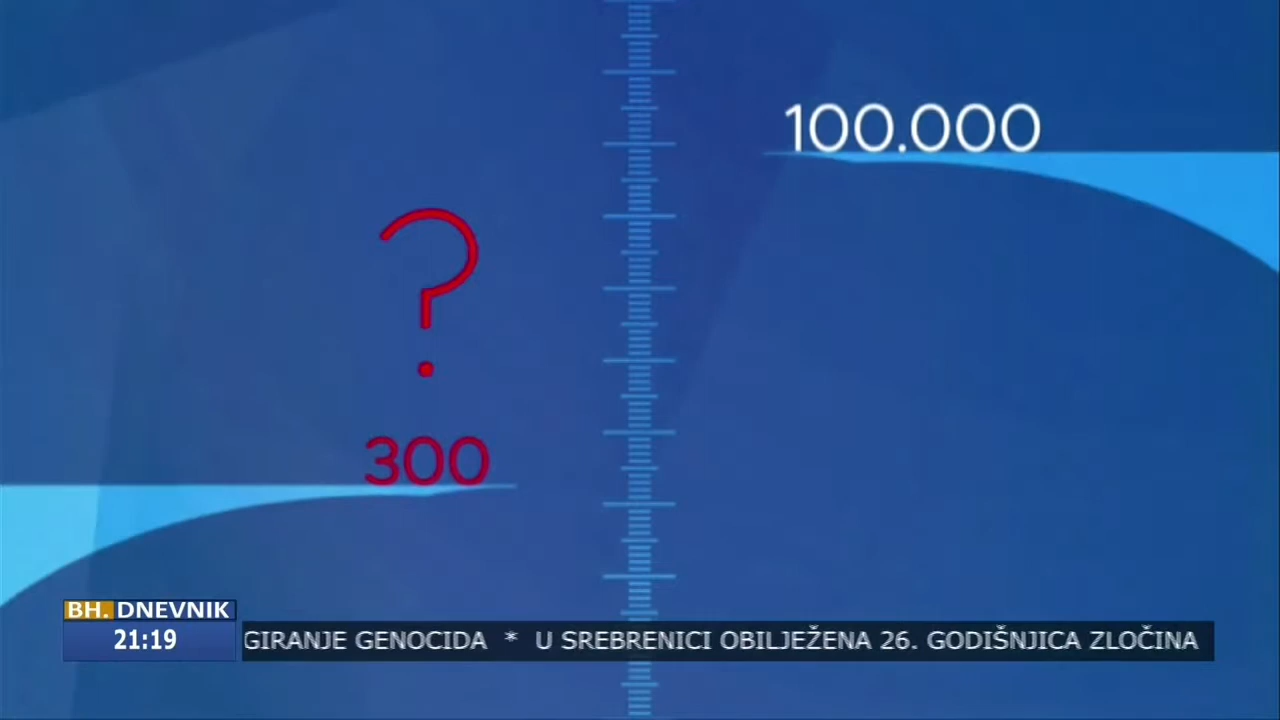 100.000
?
300
BH. DNEVNIK
21:19
GIRANJE GENOCIDA * U SREBRENICI OBILJEŽENA 26. GODIŠNJICA ZLOČINA